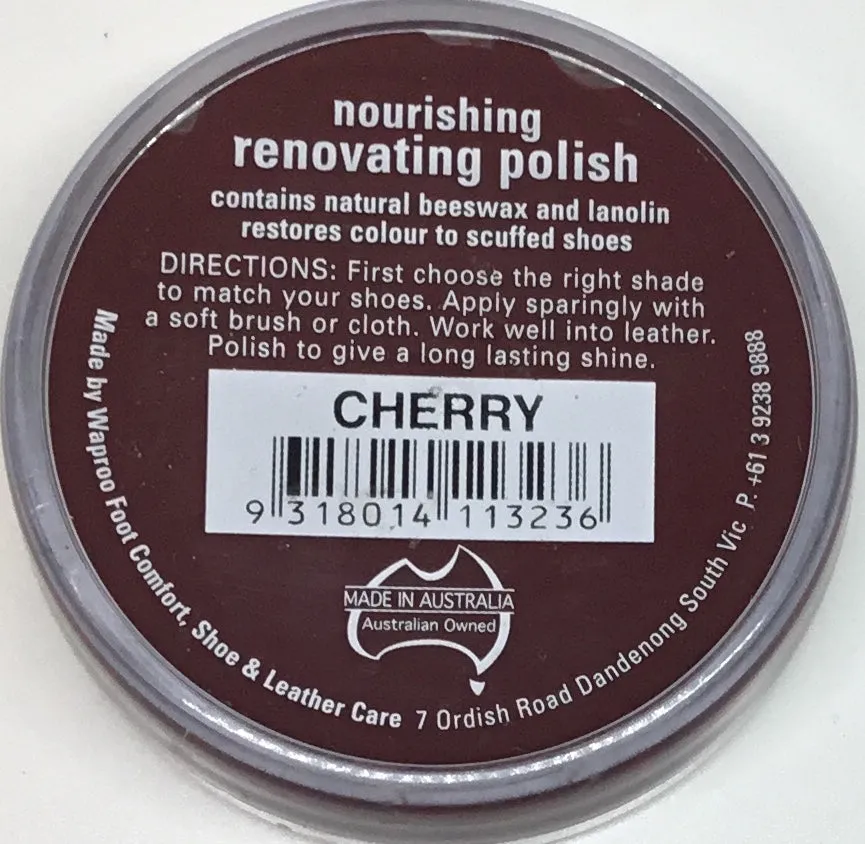 nourishing
renovating polish
contains natural beeswax and lanolin
restores colour to scuffed shoes
DIRECTIONS: First choose the right shade
to match your shoes. Apply sparingly with
a soft brush or cloth. Work well into leather.
Polish to give a long lasting shine.
CHERRY
9 318014 113236
MADE IN AUSTRALIA
Australian Owned
Made by Waproo Foot Comfort, Shoe & Leather Care 7 Ordish Road Dandenong South Vic P. +61 3 9238 9888